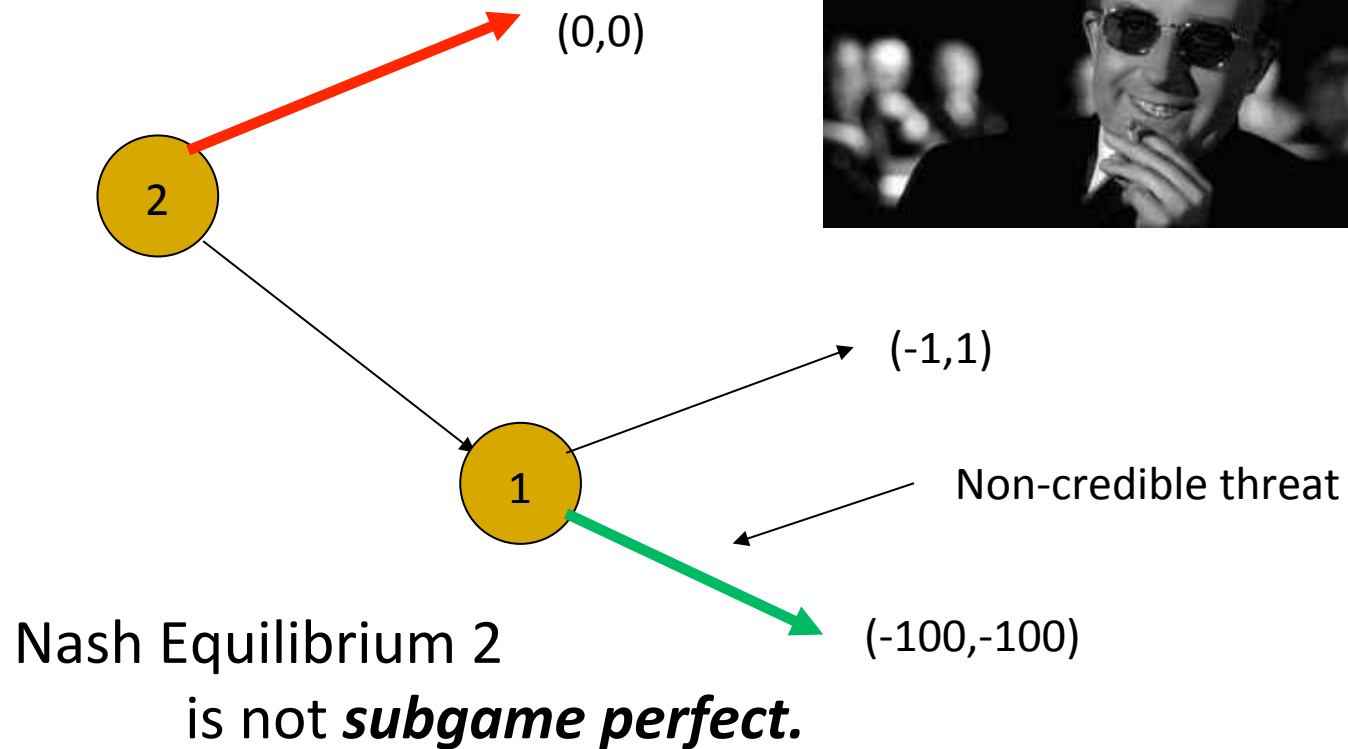 (0,0)
2
(-1,1)
1
Non-credible threat
(-100,-100)
Nash Equilibrium 2
is not subgame perfect.